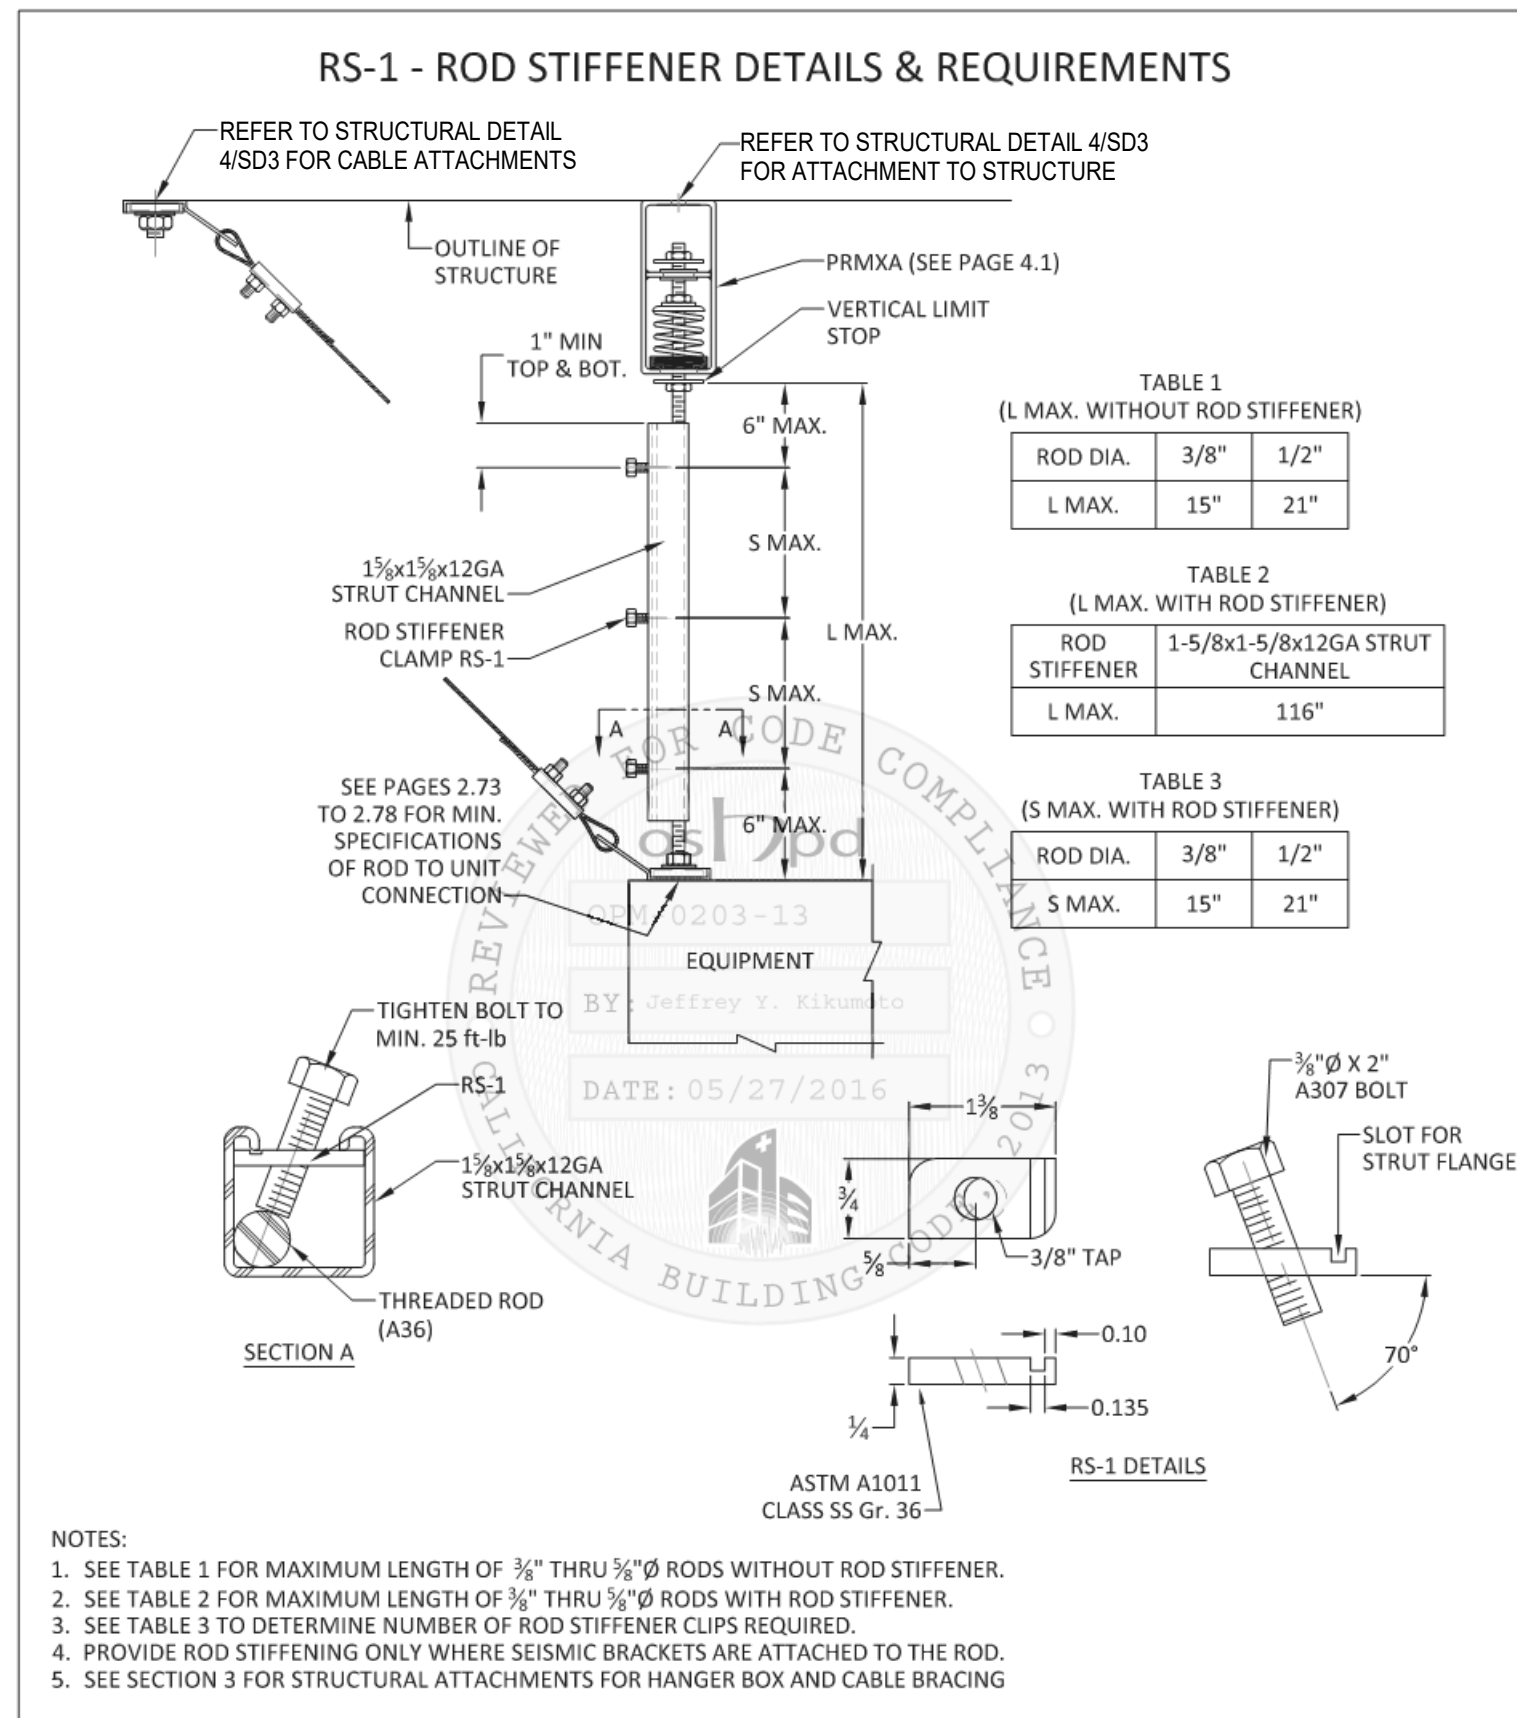 RS-1 - ROD STIFFENER DETAILS & REQUIREMENTS
REFER TO STRUCTURAL DETAIL
4/SD3 FOR CABLE ATTACHMENTS
REFER TO STRUCTURAL DETAIL 4/SD3
FOR ATTACHMENT TO STRUCTURE
OUTLINE OF
STRUCTURE
PRMXA (SEE PAGE 4.1)
VERTICAL LIMIT
STOP
1" MIN
TOP & BOT.
6" MAX.
S MAX.
L MAX.
S MAX.
6" MAX.
1⅝x1⅝x12GA
STRUT CHANNEL
ROD STIFFENER
CLAMP RS-1
A
A
SEE PAGES 2.73
TO 2.78 FOR MIN.
SPECIFICATIONS
OF ROD TO UNIT
CONNECTION
EQUIPMENT
TABLE 1
(L MAX. WITHOUT ROD STIFFENER)
ROD DIA. 3/8" 1/2"
L MAX. 15" 21"
TABLE 2
(L MAX. WITH ROD STIFFENER)
ROD
STIFFENER
1-5/8x1-5/8x12GA STRUT
CHANNEL
L MAX. 116"
TABLE 3
(S MAX. WITH ROD STIFFENER)
ROD DIA. 3/8" 1/2"
S MAX. 15" 21"
REVIEWED FOR CODE COMPLIANCE
oshpd
OPM 0203-13
BY: Jeffrey Y. Kikumoto
DATE: 05/27/2016
CALIFORNIA BUILDING CODE, 2013
TIGHTEN BOLT TO
MIN. 25 ft-lb
RS-1
1⅝x1⅝x12GA
STRUT CHANNEL
THREADED ROD
(A36)
SECTION A
1⅜
¾
⅝
3/8" TAP
0.10
0.135
¼
ASTM A1011
CLASS SS Gr. 36
⅜"Ø X 2"
A307 BOLT
SLOT FOR
STRUT FLANGE
70°
RS-1 DETAILS
NOTES:
1. SEE TABLE 1 FOR MAXIMUM LENGTH OF ⅜" THRU ⅝"Ø RODS WITHOUT ROD STIFFENER.
2. SEE TABLE 2 FOR MAXIMUM LENGTH OF ⅜" THRU ⅝"Ø RODS WITH ROD STIFFENER.
3. SEE TABLE 3 TO DETERMINE NUMBER OF ROD STIFFENER CLIPS REQUIRED.
4. PROVIDE ROD STIFFENING ONLY WHERE SEISMIC BRACKETS ARE ATTACHED TO THE ROD.
5. SEE SECTION 3 FOR STRUCTURAL ATTACHMENTS FOR HANGER BOX AND CABLE BRACING